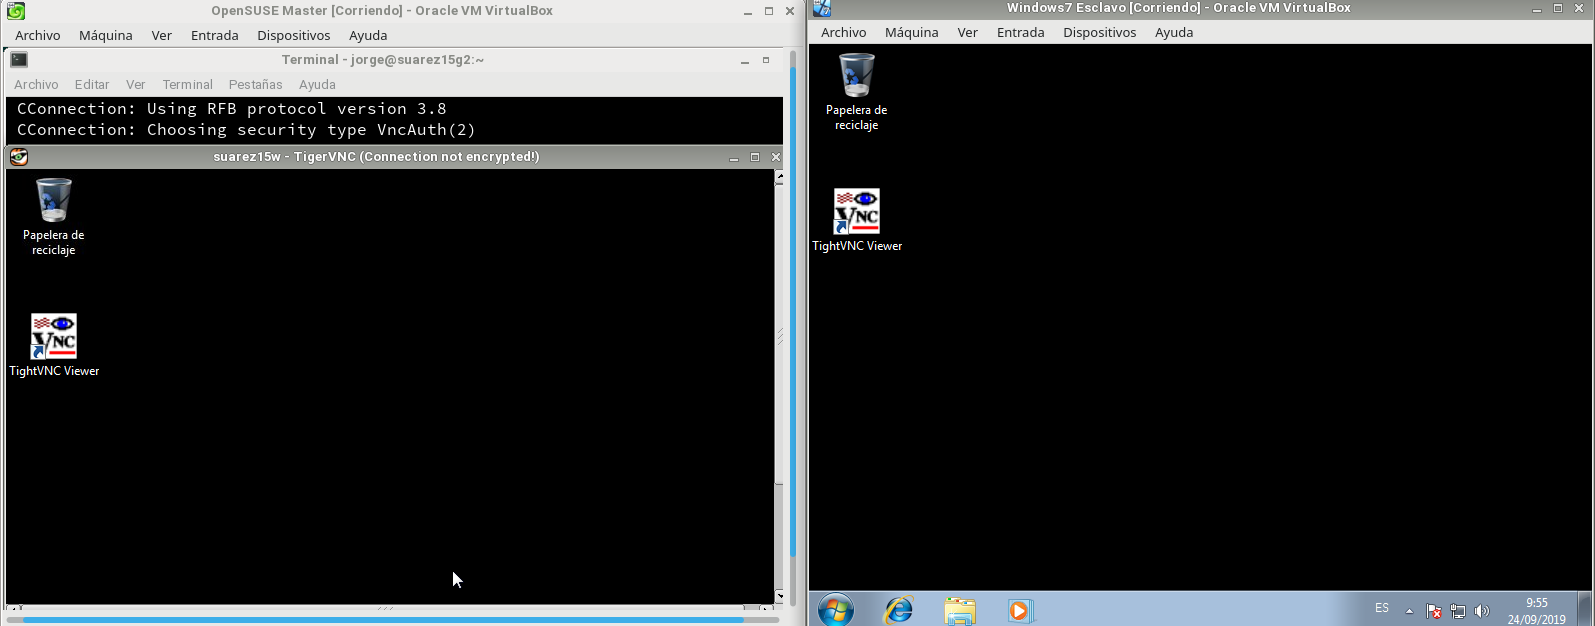 OpenSUSE Master [Corriendo] - Oracle VM VirtualBox
Archivo Máquina Ver Entrada Dispositivos Ayuda
Terminal - jorge@suarez15g2:~
Archivo Editar Ver Terminal Pestañas Ayuda
CConnection: Using RFB protocol version 3.8
CConnection: Choosing security type VncAuth(2)
suarez15w - TigerVNC (Connection not encrypted!)
Papelera de
reciclaje
VNC
TightVNC Viewer
Windows7 Esclavo [Corriendo] - Oracle VM VirtualBox
Archivo Máquina Ver Entrada Dispositivos Ayuda
Papelera de
reciclaje
VNC
TightVNC Viewer
ES
9:55
24/09/2019